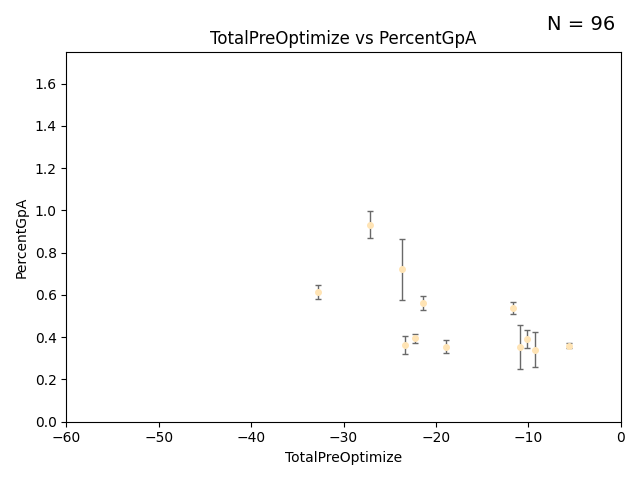 N = 96
TotalPreOptimize vs PercentGpA
PercentGpA
1.6
1.4
1.2
1.0
0.8
0.6
0.4
0.2
0.0
−60 −50 −40 −30 −20 −10 0
TotalPreOptimize